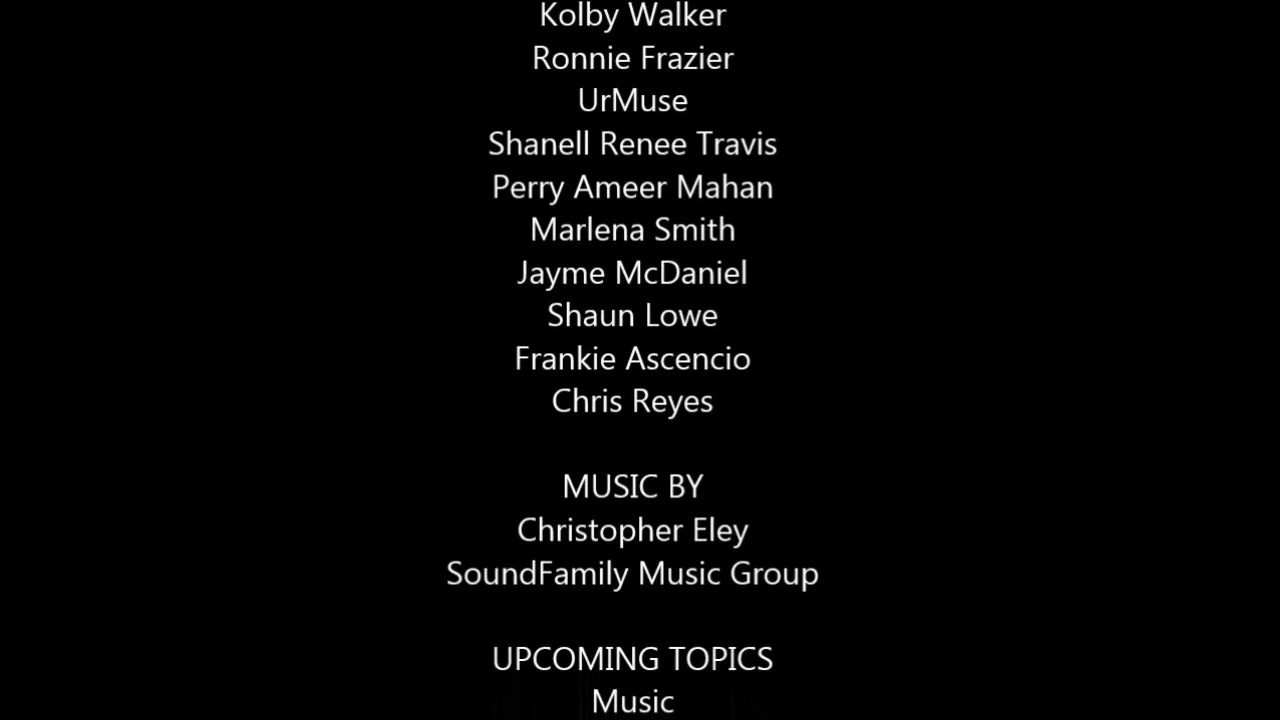 Kolby Walker
Ronnie Frazier
UrMuse
Shanell Renee Travis
Perry Ameer Mahan
Marlena Smith
Jayme McDaniel
Shaun Lowe
Frankie Ascencio
Chris Reyes
MUSIC BY
Christopher Eley
SoundFamily Music Group
UPCOMING TOPICS
Music